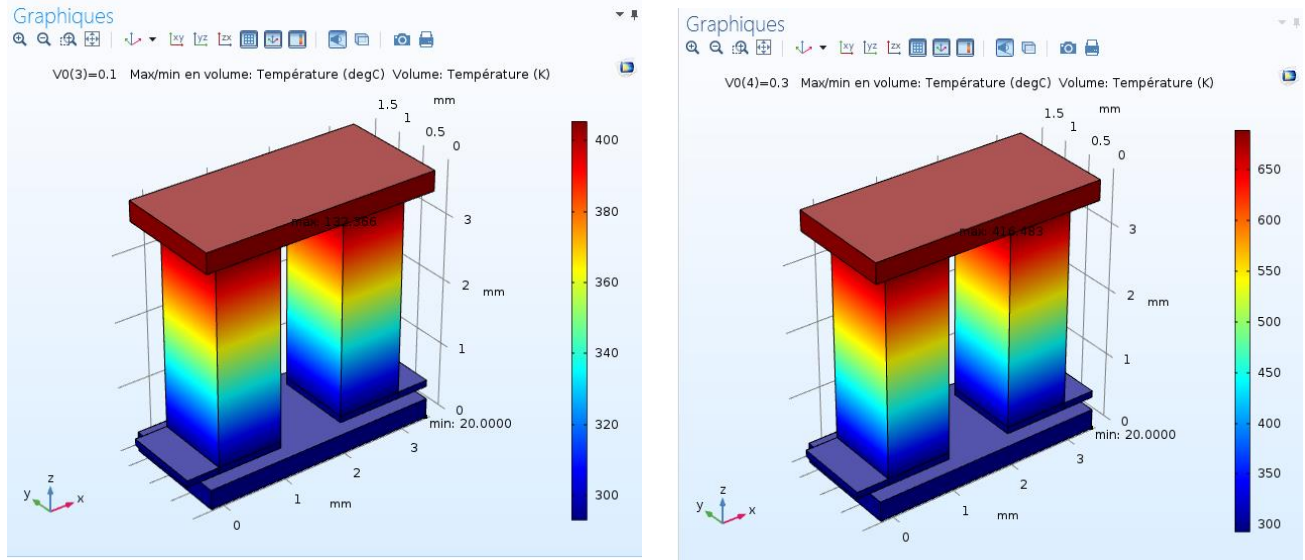 Graphiques
V0(3)=0.1 Max/min en volume: Température (degC) Volume: Température (K)
mm
1.5
1
0.5
0
400
380
360
340
320
300
3
2
mm
1
0
min: 20.0000
3
2
1
mm
0
z
y
x
Graphiques
V0(4)=0.3 Max/min en volume: Température (degC) Volume: Température (K)
mm
1.5
1
0.5
0
650
600
550
500
450
400
350
300
3
2
mm
1
0
min: 20.0000
3
2
1
mm
0
z
y
x